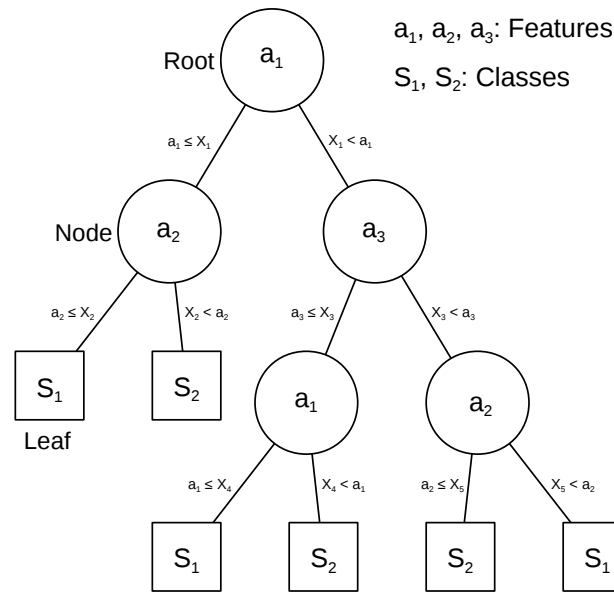 a₁, a₂, a₃: Features
Root a₁
S₁, S₂: Classes
a₁ ≤ X₁ X₁ < a₁
Node a₂ a₃
a₂ ≤ X₂ X₂ < a₂ a₃ ≤ X₃ X₃ < a₃
S₁ S₂ a₁ a₂
Leaf
a₁ ≤ X₄ X₄ < a₁ a₂ ≤ X₅ X₅ < a₂
S₁ S₂ S₂ S₁